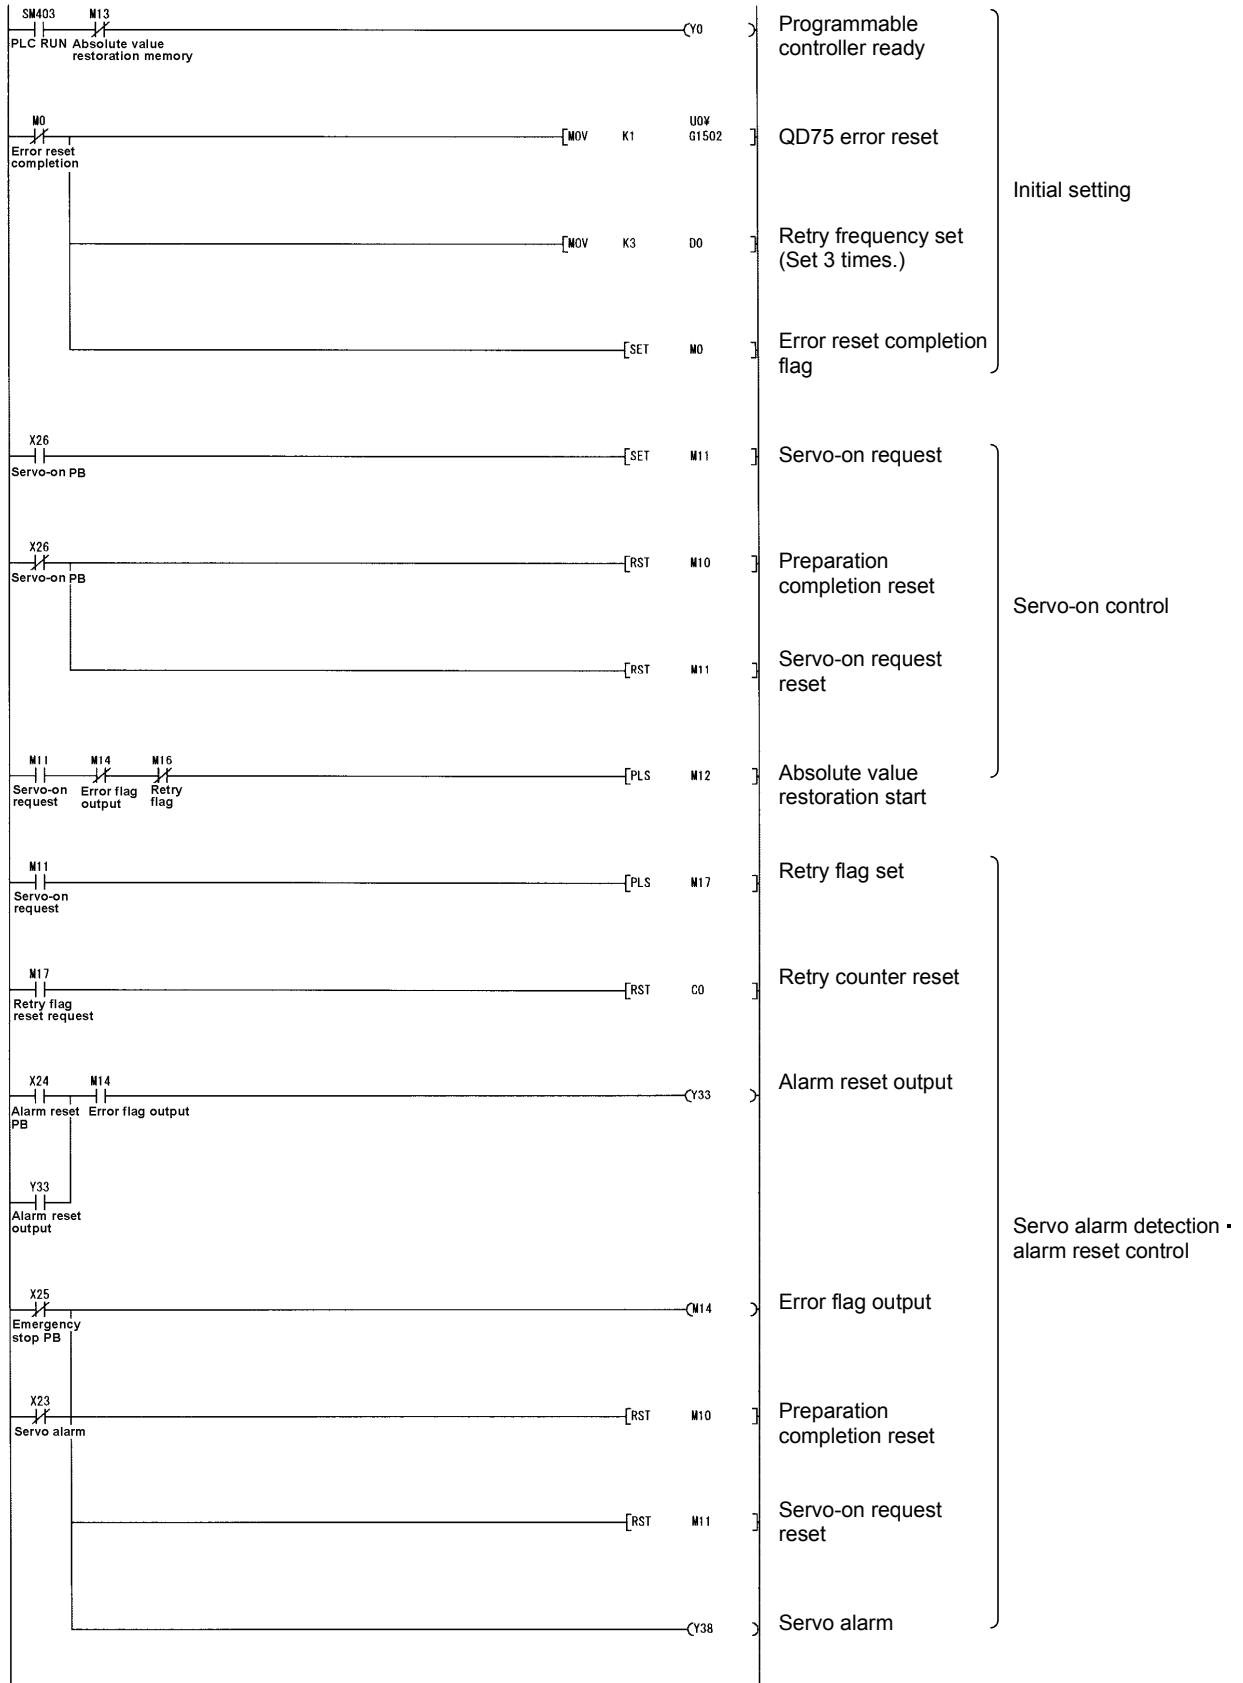 SM403 M13
Y0
PLC RUN Absolute value
restoration memory
Programmable
controller ready
M0
MOV K1 U0¥
G1502
Error reset
completion
QD75 error reset
Initial setting
MOV K3 D0
Retry frequency set
(Set 3 times.)
SET M0
Error reset completion
flag
X26
SET M11
Servo-on PB
Servo-on request
X26
RST M10
Servo-on PB
Preparation
completion reset
Servo-on control
RST M11
Servo-on request
reset
M11 M14 M16
PLS M12
Servo-on
request
Error flag
output
Retry
flag
Absolute value
restoration start
M11
PLS M17
Servo-on
request
Retry flag set
M17
RST C0
Retry flag
reset request
Retry counter reset
X24 M14
Y33
Alarm reset
PB
Error flag output
Alarm reset output
Y33
Alarm reset
output
Servo alarm detection ·
alarm reset control
X25
M14
Emergency
stop PB
Error flag output
X23
RST M10
Servo alarm
Preparation
completion reset
RST M11
Servo-on request
reset
Y38
Servo alarm